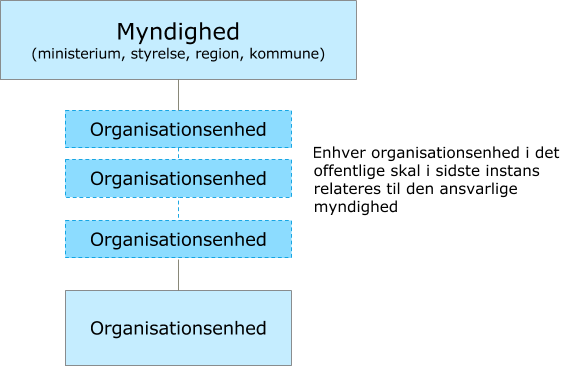 Myndighed
(ministerium, styrelse, region, kommune)
Organisationsenhed
Organisationsenhed
Organisationsenhed
Organisationsenhed
Enhver organisationsenhed i det
offentlige skal i sidste instans
relateres til den ansvarlige
myndighed